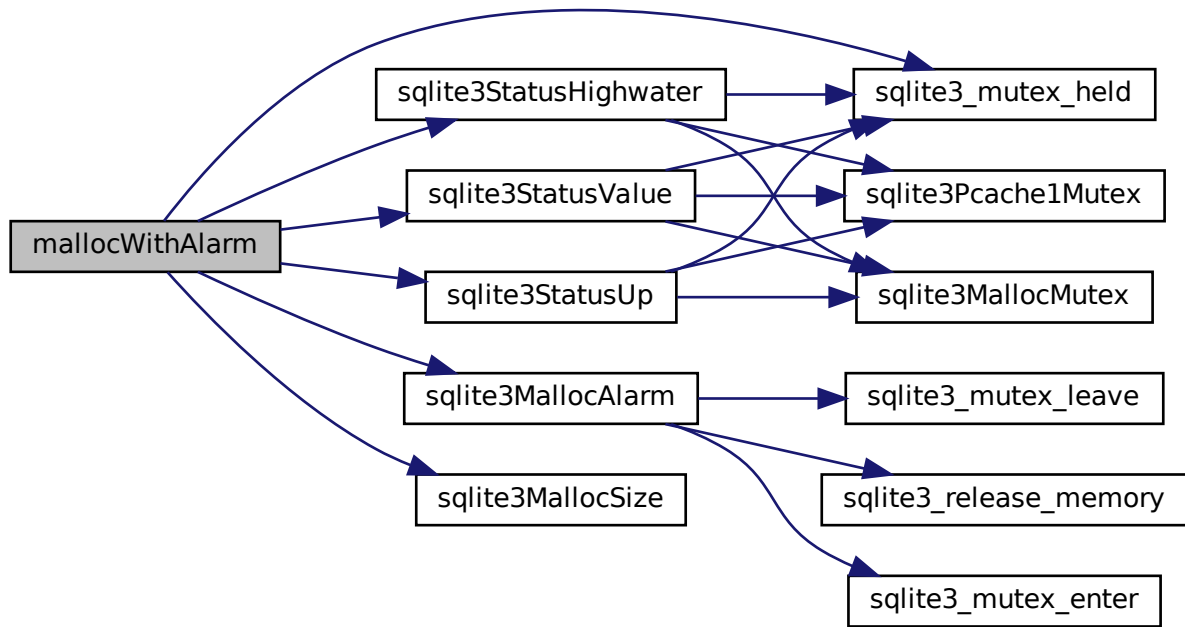 mallocWithAlarm
sqlite3StatusHighwater
sqlite3StatusValue
sqlite3StatusUp
sqlite3MallocAlarm
sqlite3MallocSize
sqlite3_mutex_held
sqlite3Pcache1Mutex
sqlite3MallocMutex
sqlite3_mutex_leave
sqlite3_release_memory
sqlite3_mutex_enter